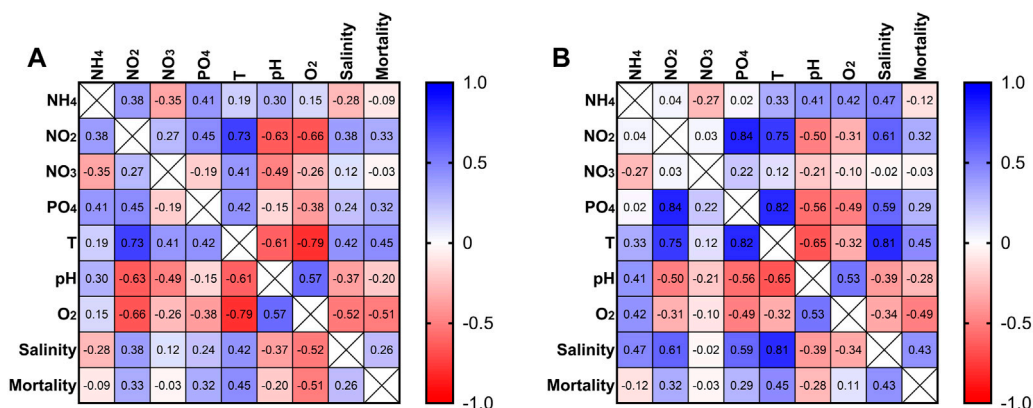 A
NH4 NO2 NO3 PO4 T pH O2 Salinity Mortality
NH4 0.38 -0.35 0.41 0.19 0.30 0.15 -0.28 -0.09
NO2 0.38 0.27 0.45 0.73 -0.63 -0.66 0.38 0.33
NO3 -0.35 0.27 -0.19 0.41 -0.49 -0.26 0.12 -0.03
PO4 0.41 0.45 -0.19 0.42 -0.15 -0.38 0.24 0.32
T 0.19 0.73 0.41 0.42 -0.61 -0.79 0.42 0.45
pH 0.30 -0.63 -0.49 -0.15 -0.61 0.57 -0.37 -0.20
O2 0.15 -0.66 -0.26 -0.38 -0.79 0.57 -0.52 -0.51
Salinity -0.28 0.38 0.12 0.24 0.42 -0.37 -0.52 0.26
Mortality -0.09 0.33 -0.03 0.32 0.45 -0.20 -0.51 0.26
1.0
0.5
0
-0.5
-1.0
B
NH4 NO2 NO3 PO4 T pH O2 Salinity Mortality
NH4 0.04 -0.27 0.02 0.33 0.41 0.42 0.47 -0.12
NO2 0.04 0.03 0.84 0.75 -0.50 -0.31 0.61 0.32
NO3 -0.27 0.03 0.22 0.12 -0.21 -0.10 -0.02 -0.03
PO4 0.02 0.84 0.22 0.82 -0.56 -0.49 0.59 0.29
T 0.33 0.75 0.12 0.82 -0.65 -0.32 0.81 0.45
pH 0.41 -0.50 -0.21 -0.56 -0.65 0.53 -0.39 -0.28
O2 0.42 -0.31 -0.10 -0.49 -0.32 0.53 -0.34 -0.49
Salinity 0.47 0.61 -0.02 0.59 0.81 -0.39 -0.34 0.43
Mortality -0.12 0.32 -0.03 0.29 0.45 -0.28 0.11 0.43
1.0
0.5
0
-0.5
-1.0